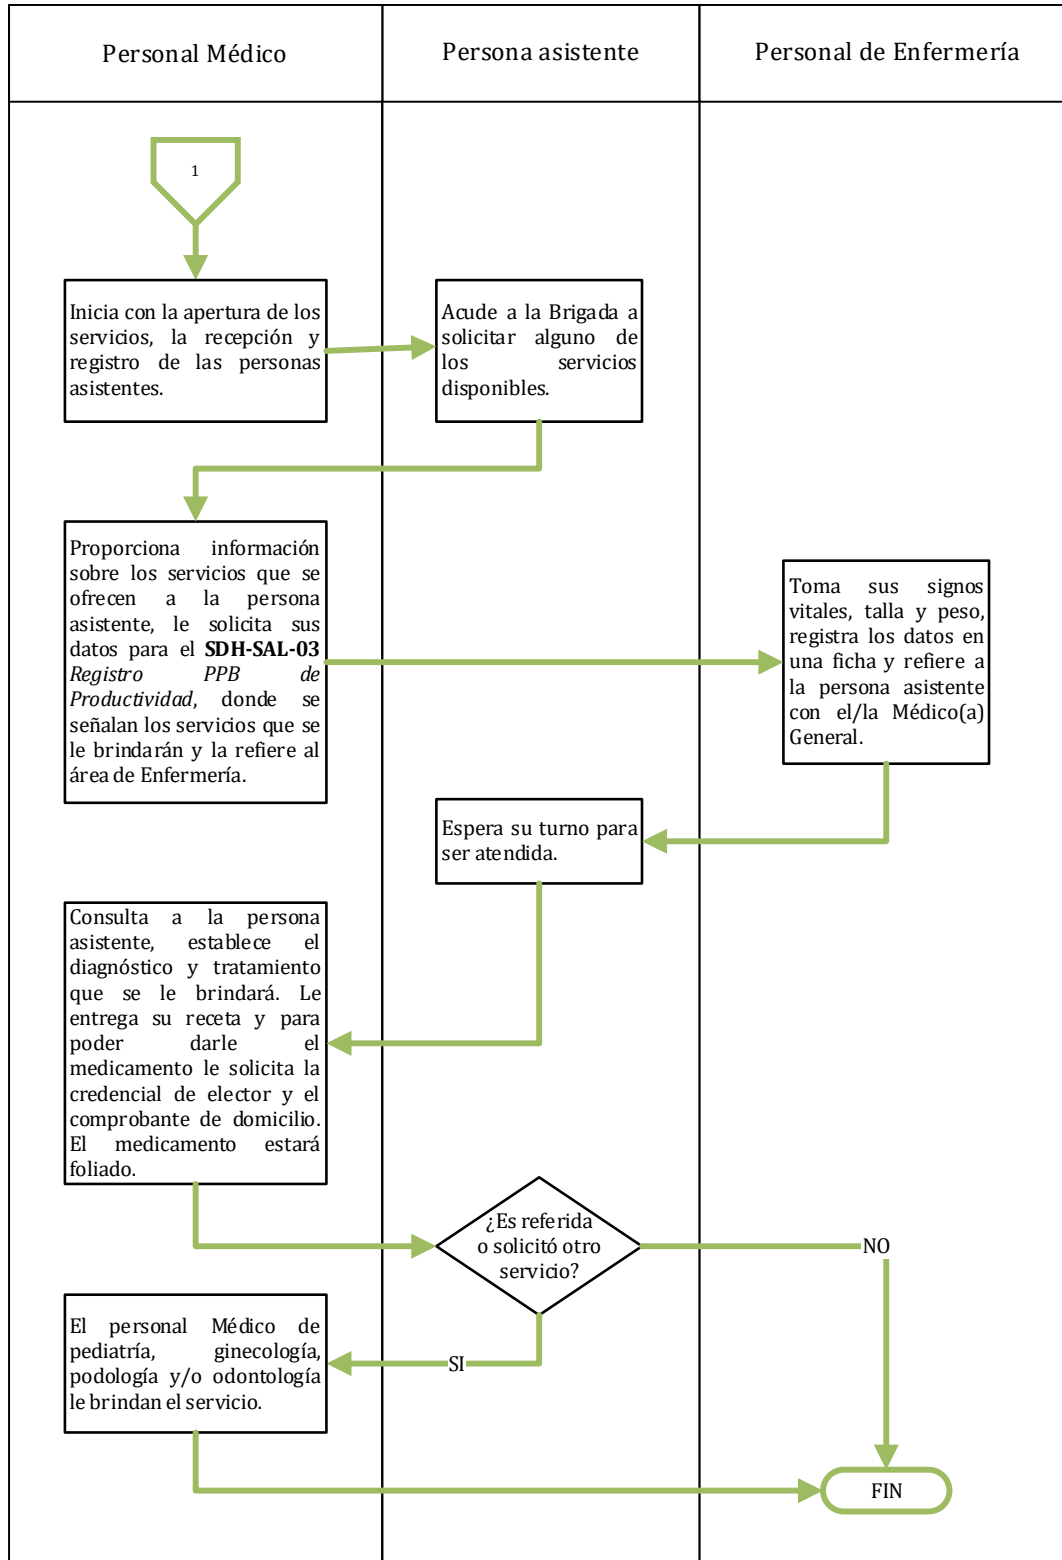 Personal Médico
Persona asistente
Personal de Enfermería
1
Inicia con la apertura de los
servicios, la recepción y
registro de las personas
asistentes.
Acude a la Brigada a
solicitar alguno de
los servicios
disponibles.
Proporciona información
sobre los servicios que se
ofrecen a la persona
asistente, le solicita sus
datos para el SDH-SAL-03
Registro PPB de
Productividad, donde se
señalan los servicios que se
le brindarán y la refiere al
área de Enfermería.
Toma sus signos
vitales, talla y peso,
registra los datos en
una ficha y refiere a
la persona asistente
con el/la Médico(a)
General.
Espera su turno para
ser atendida.
Consulta a la persona
asistente, establece el
diagnóstico y tratamiento
que se le brindará. Le
entrega su receta y para
poder darle el
medicamento le solicita la
credencial de elector y el
comprobante de domicilio.
El medicamento estará
foliado.
¿Es referida
o solicitó otro
servicio?
NO
SI
El personal Médico de
pediatría, ginecología,
podología y/o odontología
le brindan el servicio.
FIN